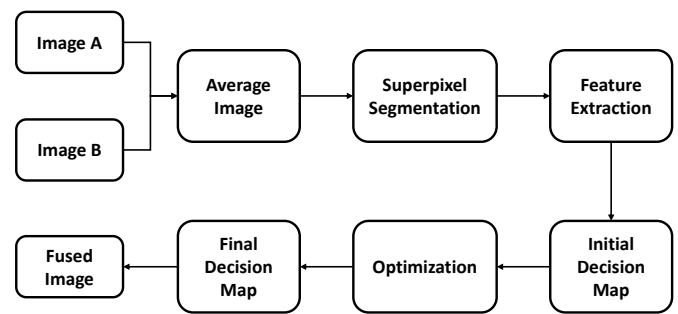 Image A
Image B
Average
Image
Superpixel
Segmentation
Feature
Extraction
Fused
Image
Final
Decision
Map
Optimization
Initial
Decision
Map